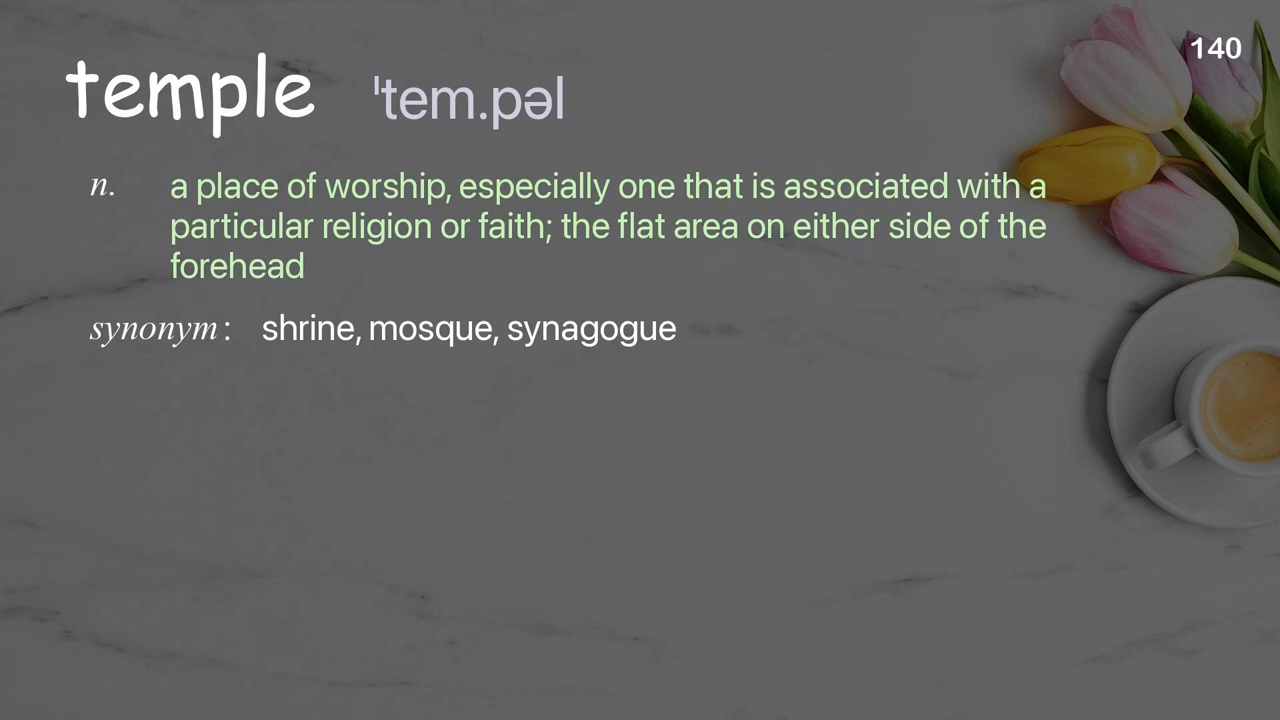 140
temple ˈtem.pəl
n. a place of worship, especially one that is associated with a
particular religion or faith; the flat area on either side of the
forehead
synonym: shrine, mosque, synagogue